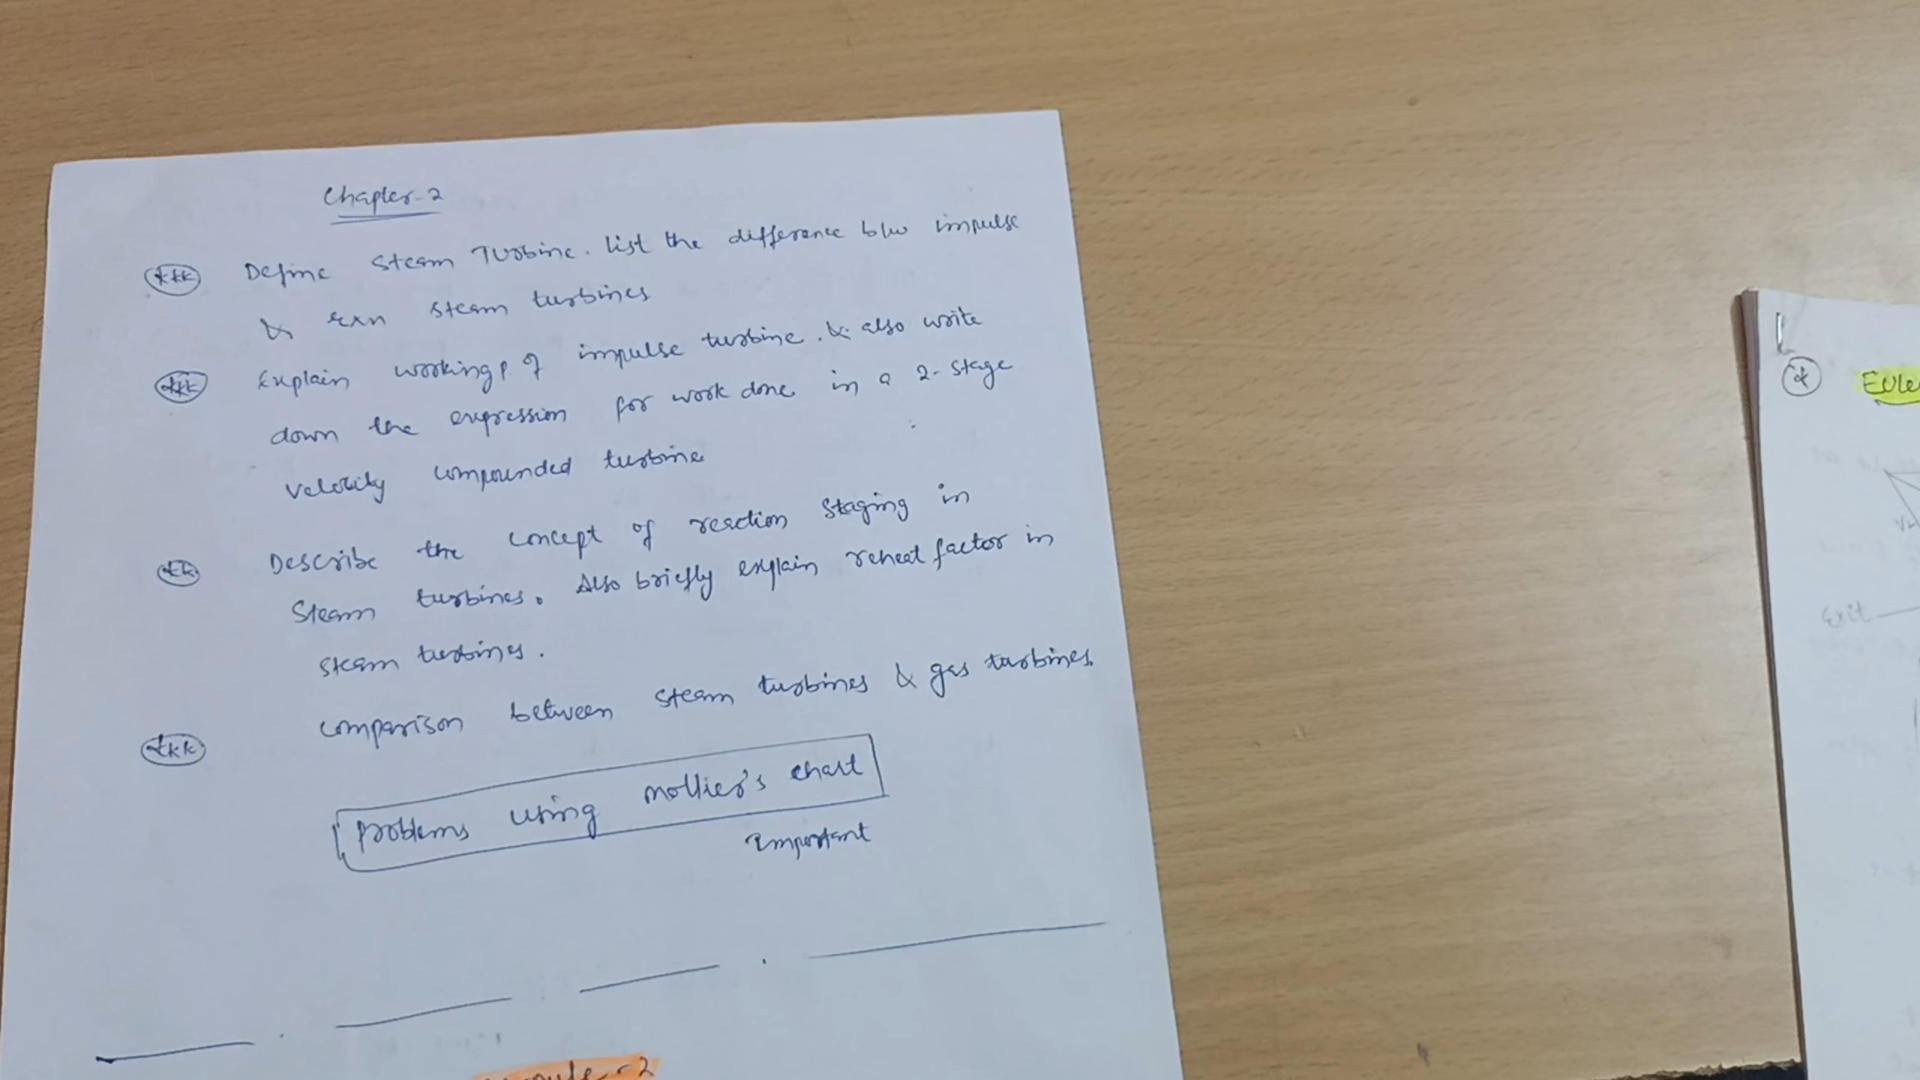 Chapter-2
*** Define steam Turbine. List the difference b/w impulse
& rxn steam turbines
*** Explain working p. of impulse turbine. & also write
down the expression for work done in a 2-stage
velocity compounded turbine
** Describe the concept of reaction staging in
steam turbines. Also briefly explain reheat factor in
steam turbines.
*** comparison between steam turbines & gas turbines.
problems using mollier's chart
Important
-2
*
Exit